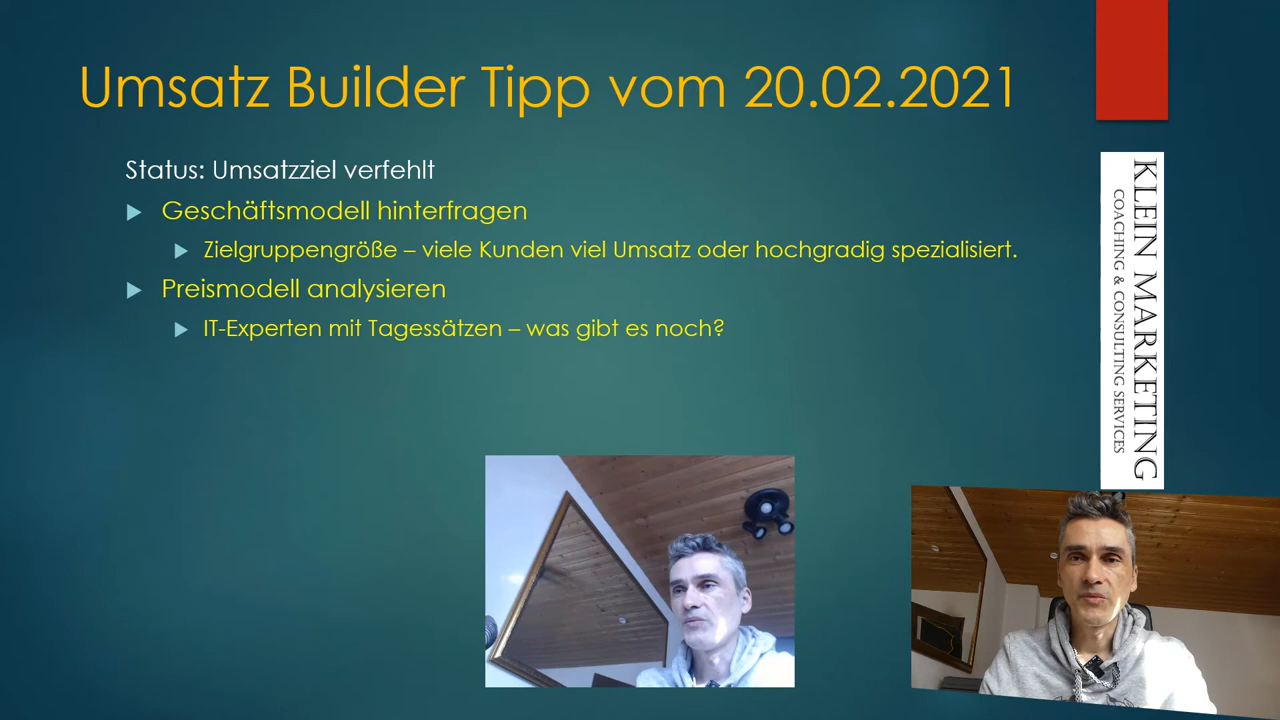 Umsatz Builder Tipp vom 20.02.2021
Status: Umsatzziel verfehlt
Geschäftsmodell hinterfragen
Zielgruppengröße – viele Kunden viel Umsatz oder hochgradig spezialisiert.
Preismodell analysieren
IT-Experten mit Tagessätzen – was gibt es noch?
KLEIN MARKETING
COACHING & CONSULTING SERVICES